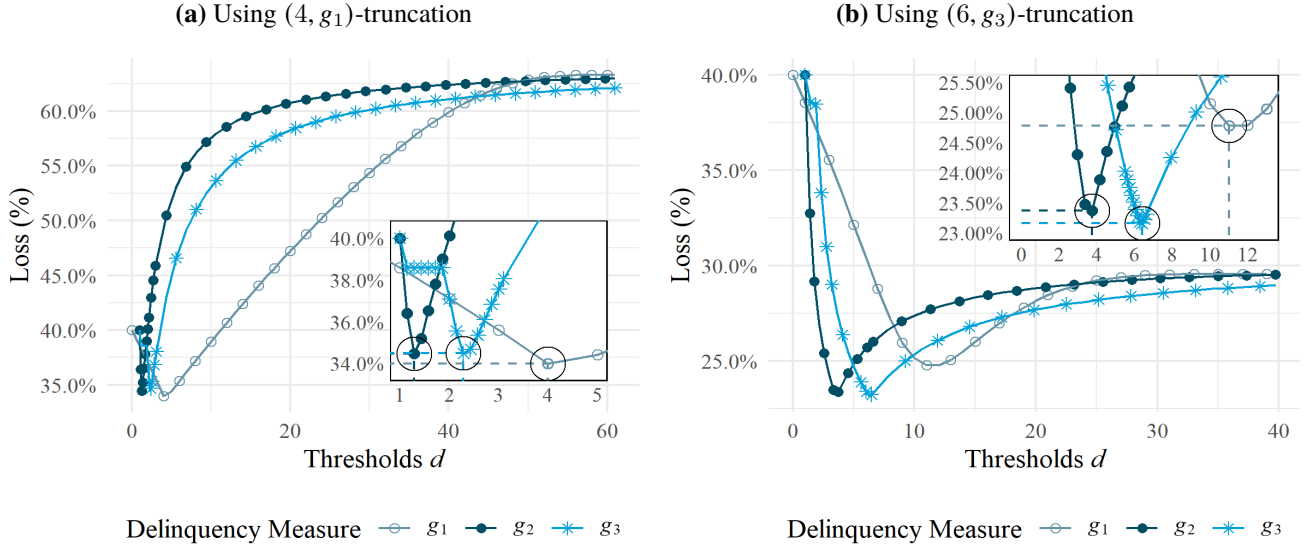 (a) Using (4, g₁)-truncation
60.0%
55.0%
50.0%
45.0%
40.0%
35.0%
Loss (%)
0 20 40 60
Thresholds d
40.0%
38.0%
36.0%
34.0%
1 2 3 4 5
Delinquency Measure g₁ g₂ g₃
(b) Using (6, g₃)-truncation
40.0%
35.0%
30.0%
25.0%
Loss (%)
0 10 20 30 40
Thresholds d
25.50%
25.00%
24.50%
24.00%
23.50%
23.00%
0 2 4 6 8 10 12
Delinquency Measure g₁ g₂ g₃